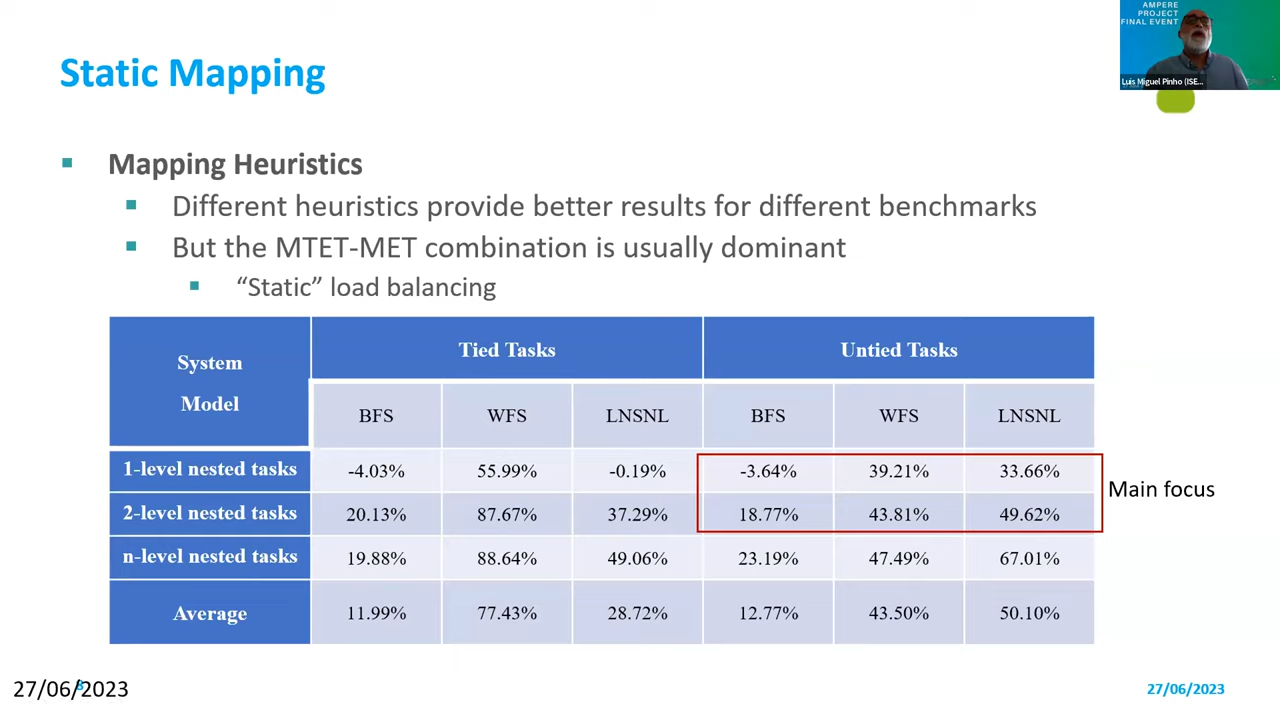 AMPERE
PROJECT
FINAL EVENT
Luis Miguel Pinho (ISE...
Static Mapping
Mapping Heuristics
Different heuristics provide better results for different benchmarks
But the MTET-MET combination is usually dominant
“Static” load balancing
System Model Tied Tasks Untied Tasks
BFS WFS LNSNL BFS WFS LNSNL
1-level nested tasks -4.03% 55.99% -0.19% -3.64% 39.21% 33.66%
2-level nested tasks 20.13% 87.67% 37.29% 18.77% 43.81% 49.62%
n-level nested tasks 19.88% 88.64% 49.06% 23.19% 47.49% 67.01%
Average 11.99% 77.43% 28.72% 12.77% 43.50% 50.10%
Main focus
27/06/2023
27/06/2023